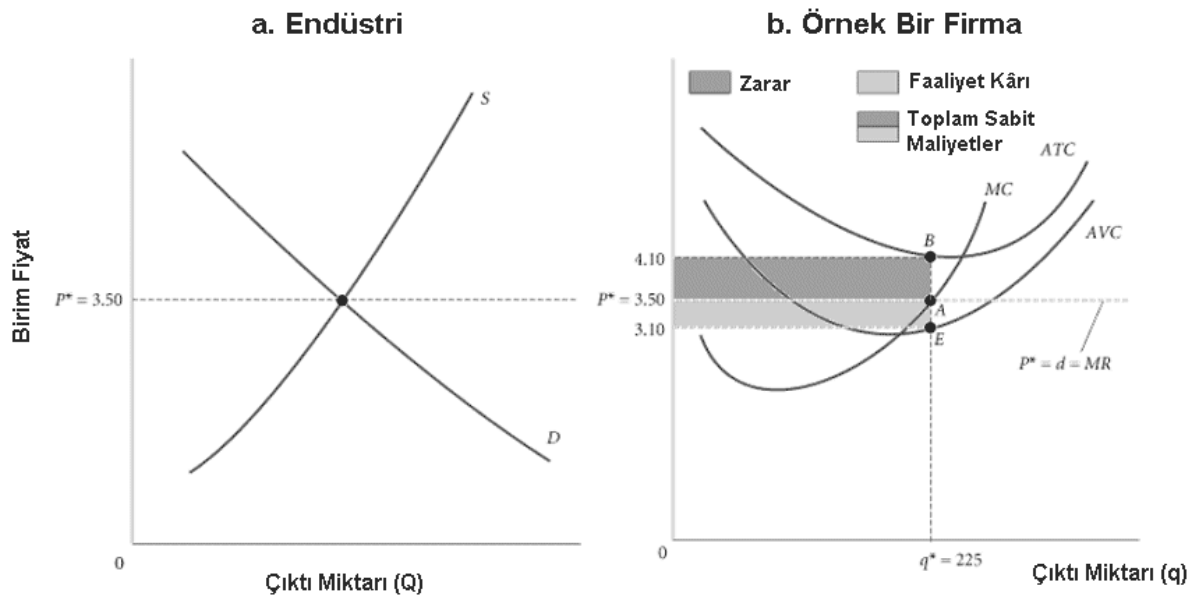 a. Endüstri
b. Örnek Bir Firma
Birim Fiyat
S
P* = 3.50
D
0
Çıktı Miktarı (Q)
Zarar
Faaliyet Kârı
Toplam Sabit
Maliyetler
ATC
MC
AVC
B
4.10
P* = 3.50
A
3.10
E
P* = d = MR
0
q* = 225
Çıktı Miktarı (q)